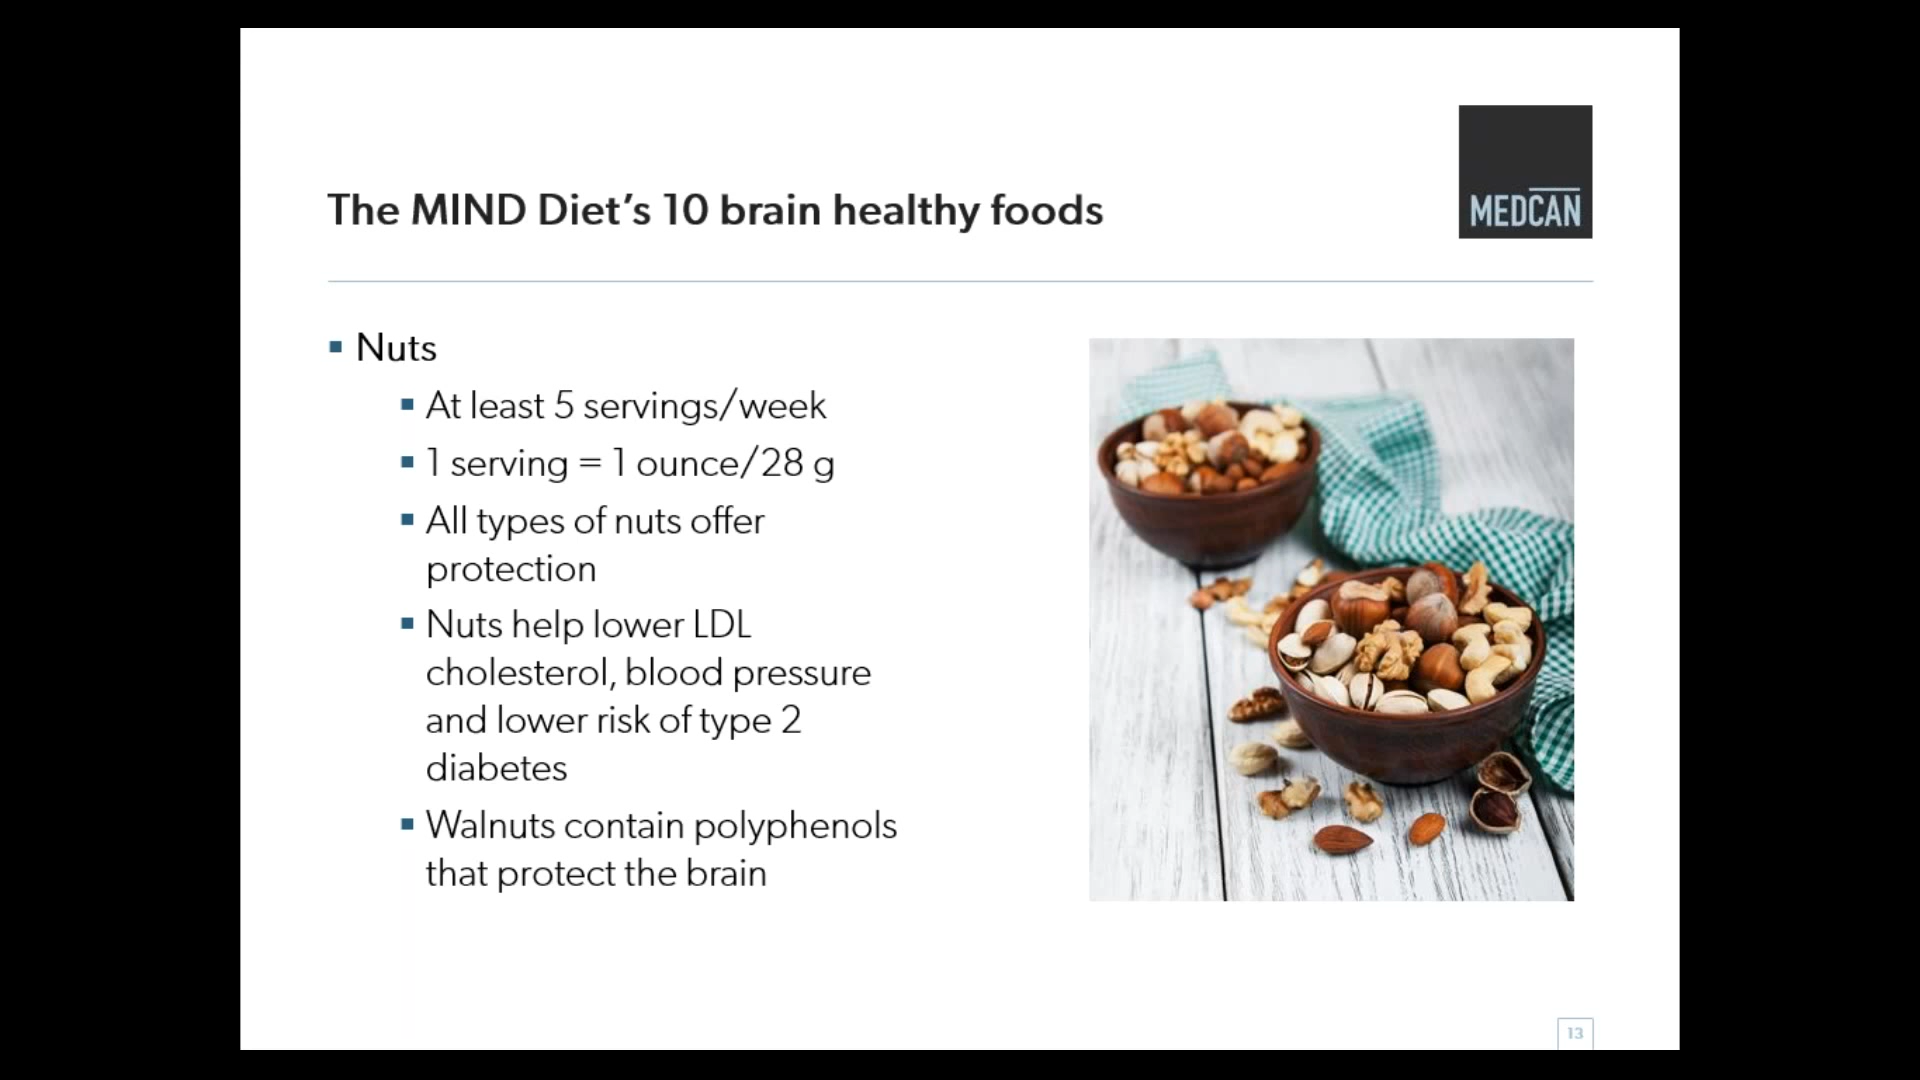 MEDCAN
The MIND Diet’s 10 brain healthy foods
▪ Nuts
▪ At least 5 servings/week
▪ 1 serving = 1 ounce/28 g
▪ All types of nuts offer
protection
▪ Nuts help lower LDL
cholesterol, blood pressure
and lower risk of type 2
diabetes
▪ Walnuts contain polyphenols
that protect the brain
13